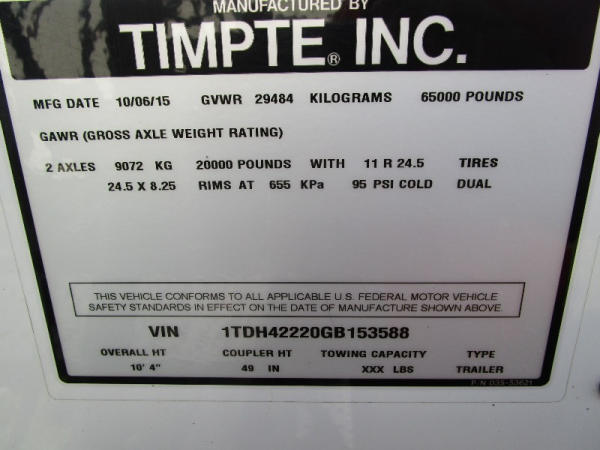 MANUFACTURED BY
TIMPTE® INC.
MFG DATE 10/06/15 GVWR 29484 KILOGRAMS 65000 POUNDS
GAWR (GROSS AXLE WEIGHT RATING)
2 AXLES 9072 KG 20000 POUNDS WITH 11 R 24.5 TIRES
24.5 X 8.25 RIMS AT 655 KPa 95 PSI COLD DUAL
THIS VEHICLE CONFORMS TO ALL APPLICABLE U.S. FEDERAL MOTOR VEHICLE
SAFETY STANDARDS IN EFFECT ON THE DATE OF MANUFACTURE SHOWN ABOVE.
VIN 1TDH42220GB153588
OVERALL HT COUPLER HT TOWING CAPACITY TYPE
10' 4" 49 IN XXX LBS TRAILER
P/N 035-53621